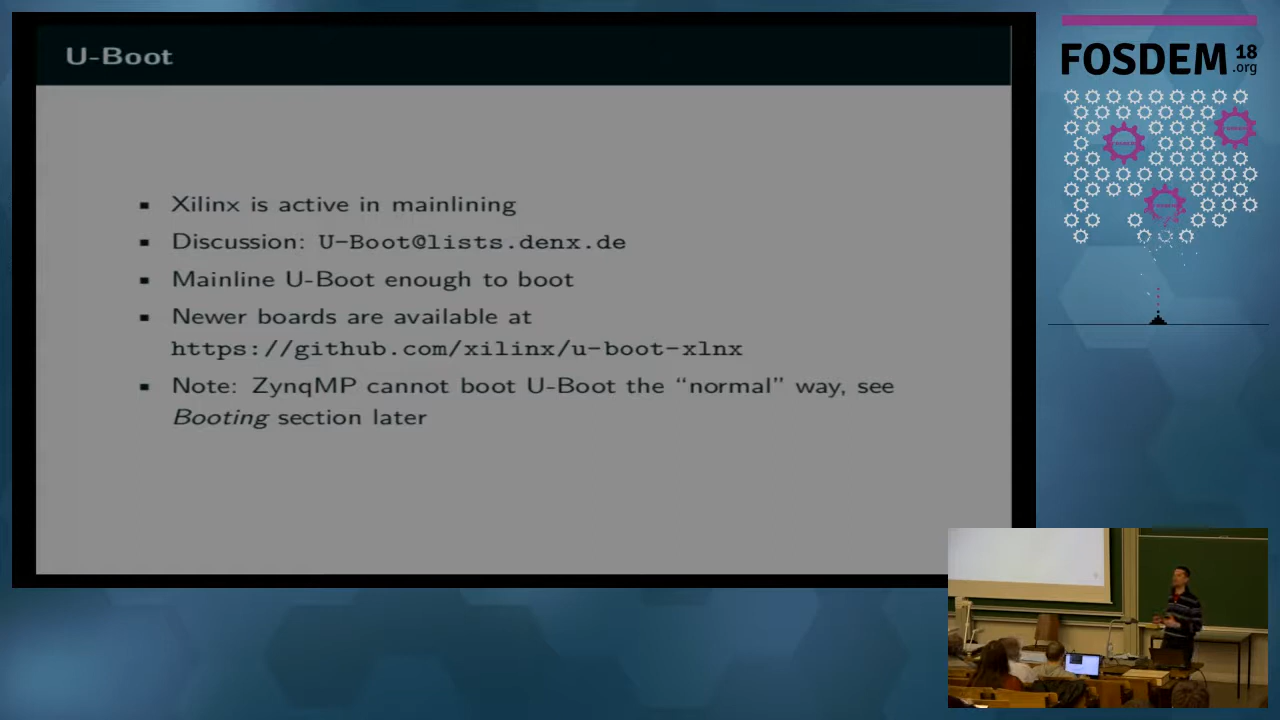 U-Boot
Xilinx is active in mainlining
Discussion: U-Boot@lists.denx.de
Mainline U-Boot enough to boot
Newer boards are available at
https://github.com/xilinx/u-boot-xlnx
Note: ZynqMP cannot boot U-Boot the “normal” way, see
Booting section later
FOSDEM 18
.org